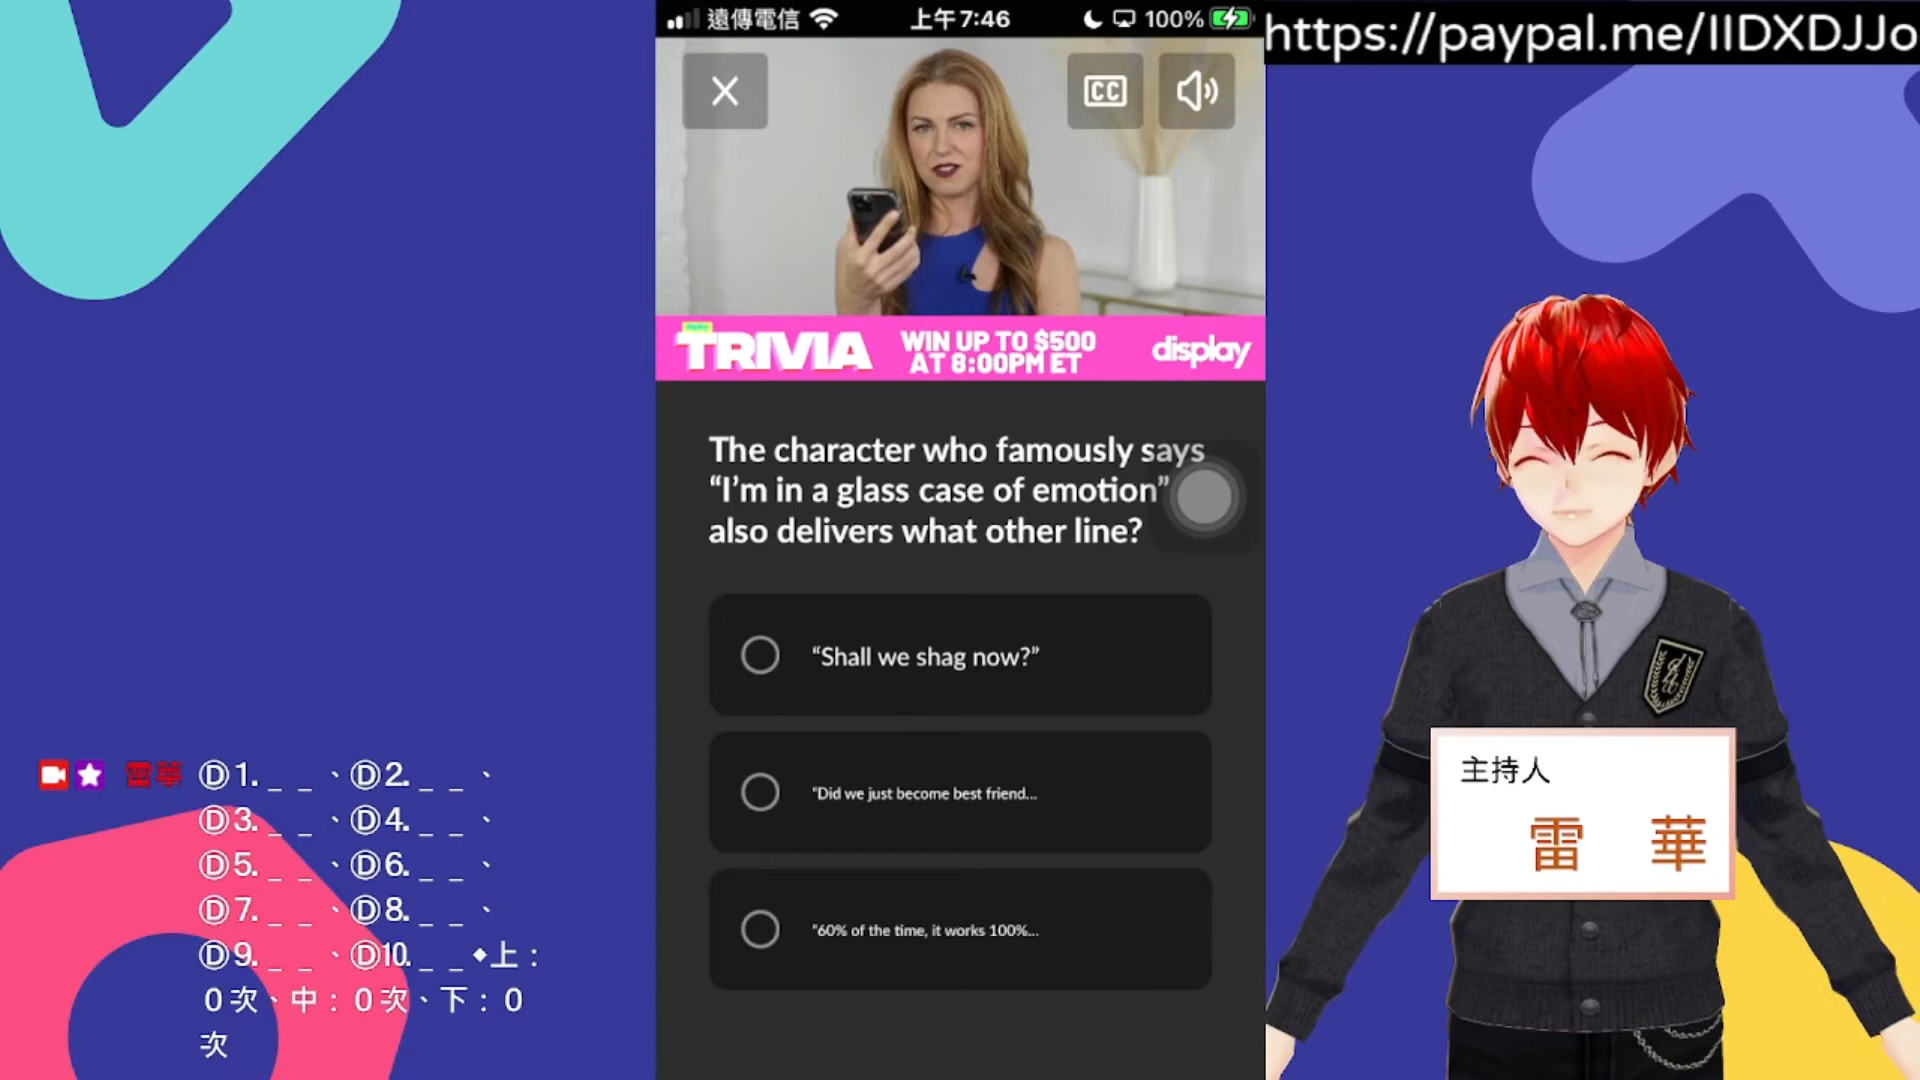 遠傳電信
上午7:46
100%
https://paypal.me/IIDXDJJo
CC
display
TRIVIA
WIN UP TO $500
AT 8:00PM ET
display
The character who famously says
“I’m in a glass case of emotion”
also delivers what other line?
“Shall we shag now?”
"Did we just become best friend...
"60% of the time, it works 100%...
雷華 Ⓓ1. _ _ 、Ⓓ2. _ _ 、
Ⓓ3. _ _ 、Ⓓ4. _ _ 、
Ⓓ5. _ _ 、Ⓓ6. _ _ 、
Ⓓ7. _ _ 、Ⓓ8. _ _ 、
Ⓓ9. _ _ 、Ⓓ10. _ _ ◆上：
0次、中：0次、下：0
次
主持人
雷 華